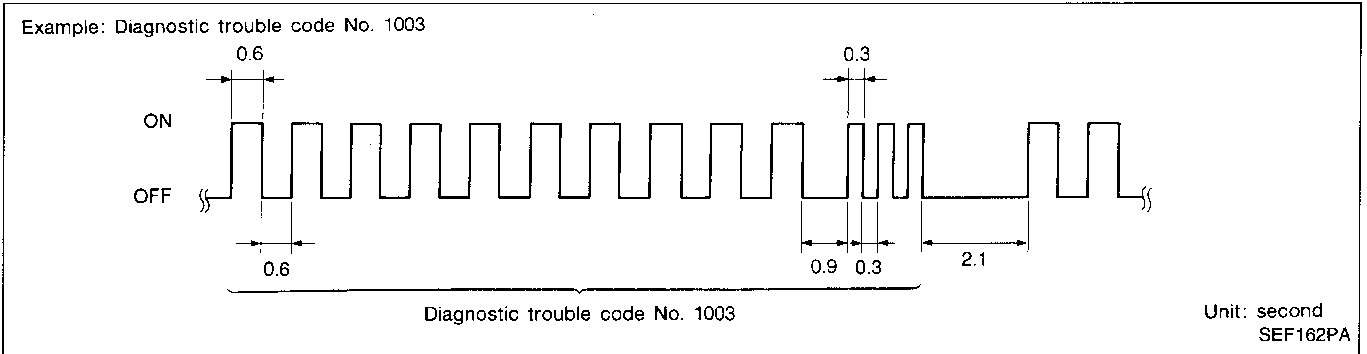 Example: Diagnostic trouble code No. 1003
0.6
0.3
ON
OFF
0.6
0.9
0.3
2.1
Diagnostic trouble code No. 1003
Unit: second
SEF162PA